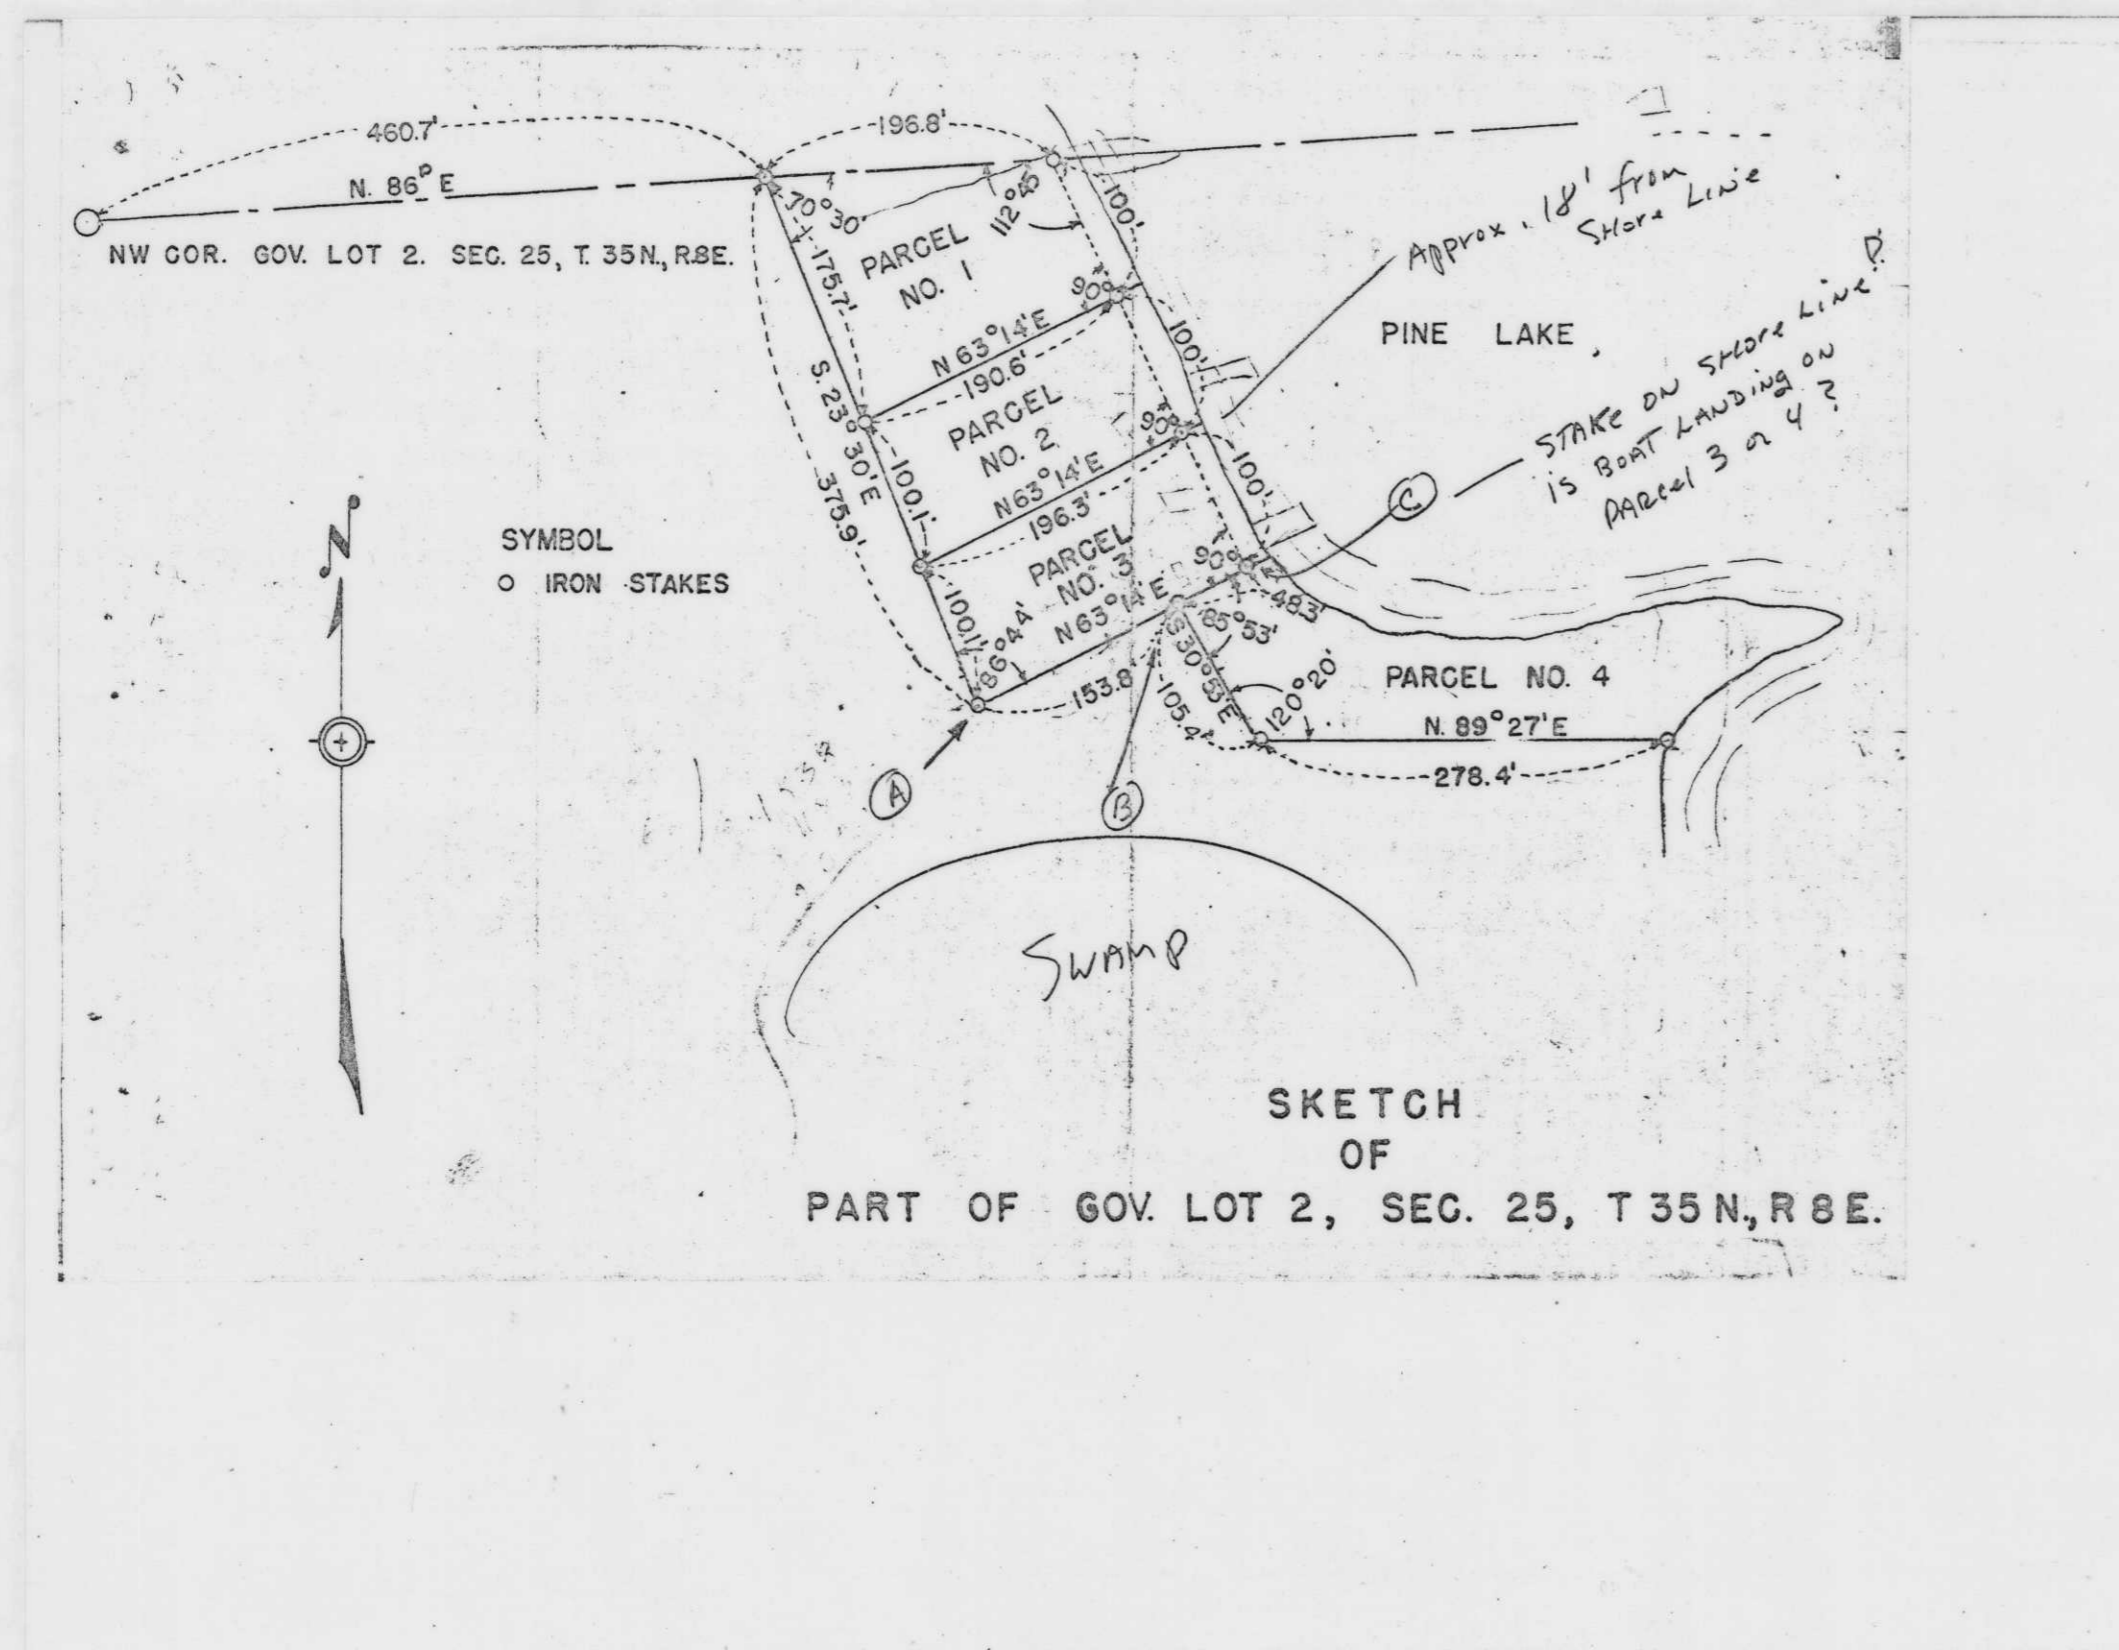 460.7'
196.8'
N. 86° E
NW COR. GOV. LOT 2. SEC. 25, T. 35N., R.8E.
70°30'
112°45'
100'
175.7'
PARCEL
NO. 1
90°
N 63°14'E
190.6'
100'
S. 23°30'E
375.9'
PARCEL
NO. 2
90°
N 63°14'E
196.3'
100.1'
100'
PARCEL
NO. 3
90°
N 63°14'E
100.1'
86°44'
153.8'
48.3'
85°53'
S 30°53'E
105.4'
120°20'
PARCEL NO. 4
N. 89°27'E
278.4'
Approx. 18' from
Shore Line
PINE LAKE
STAKE ON SHore LiNe?
is BOAT LANDing ON
PARcel 3 or 4?
C
N
SYMBOL
O IRON STAKES
A
B
SWAMP
SKETCH
OF
PART OF GOV. LOT 2, SEC. 25, T 35 N., R 8 E.